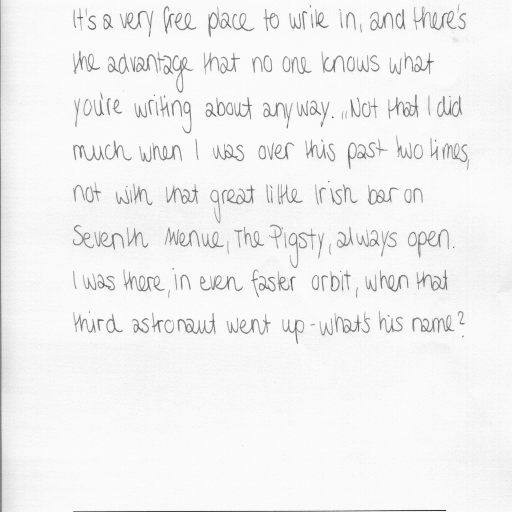 It's a very free place to write in, and there's
the advantage that no one knows what
you're writing about anyway. "Not that I did
much when I was over this past two times,
not with that great little Irish bar on
Seventh Avenue, The Pigsty, always open.
I was there, in even faster orbit, when that
third astronaut went up - what's his name?